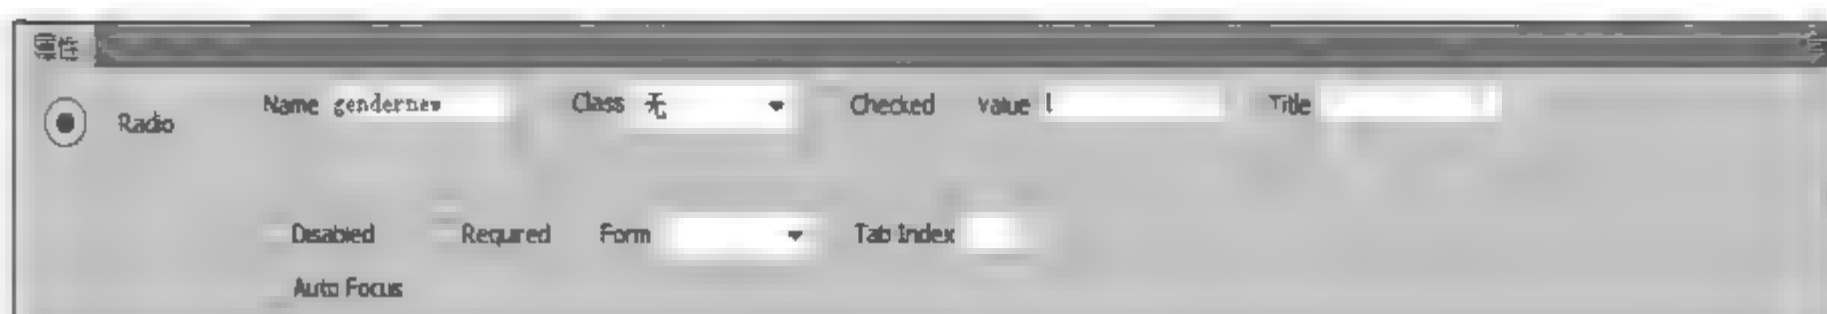 属性
Radio Name gendernew Class 无 Checked Value 1 Title
Disabled Required Form Tab Index
Auto Focus